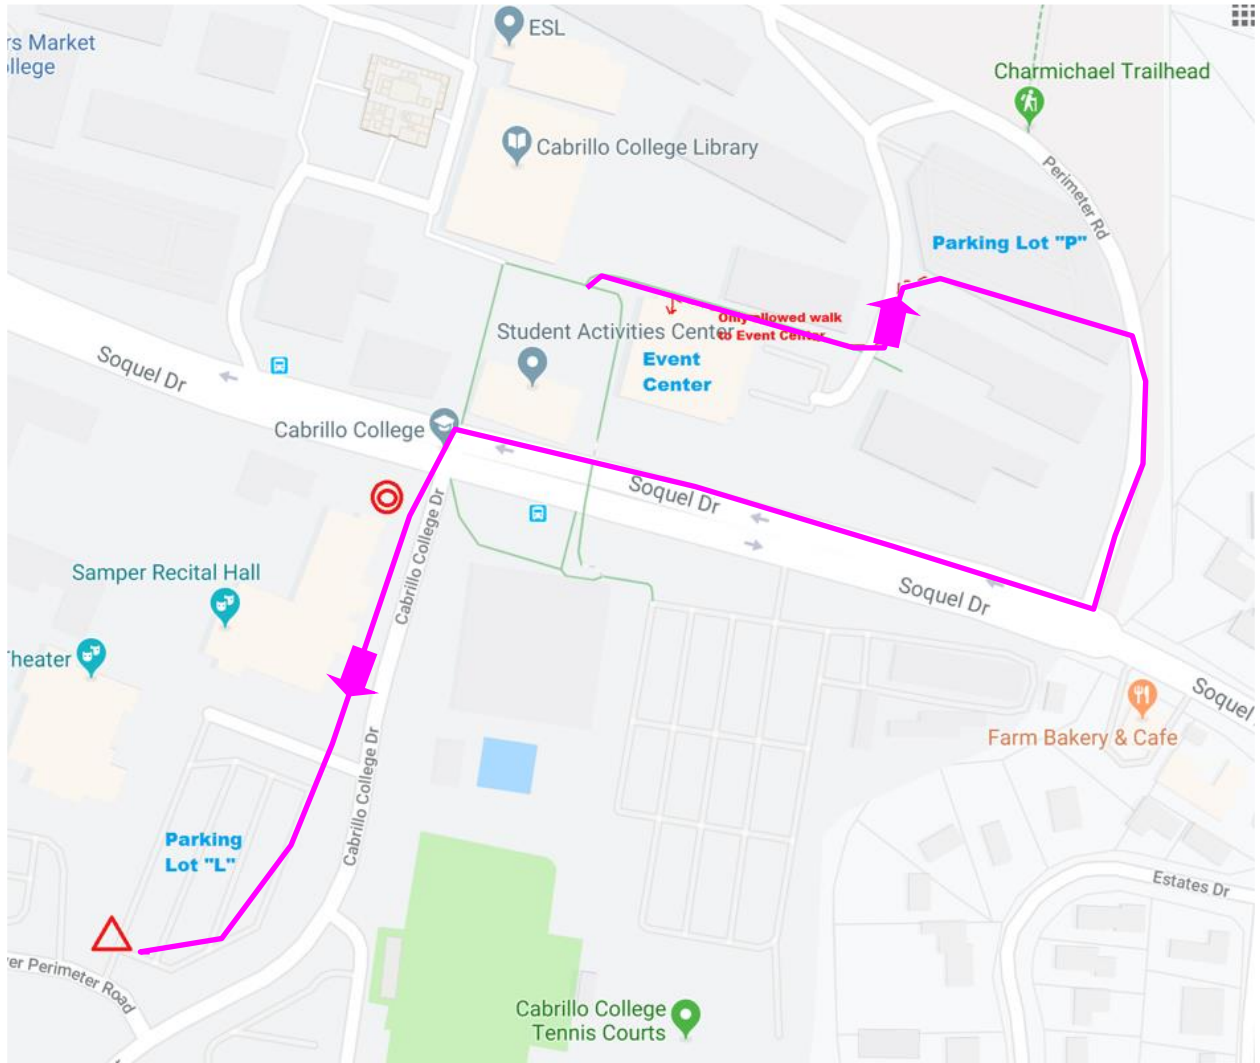 ESL
rs Market
llege
Charmichael Trailhead
Cabrillo College Library
Perimeter Rd
Parking Lot "P"
Only allowed walk
to Event Center
Student Activities Center
Event
Center
Soquel Dr
Cabrillo College
Soquel Dr
Cabrillo College Dr
Samper Recital Hall
Soquel Dr
heater
Soquel
Farm Bakery & Cafe
Cabrillo College Dr
Parking
Lot "L"
Estates Dr
er Perimeter Road
Cabrillo College
Tennis Courts